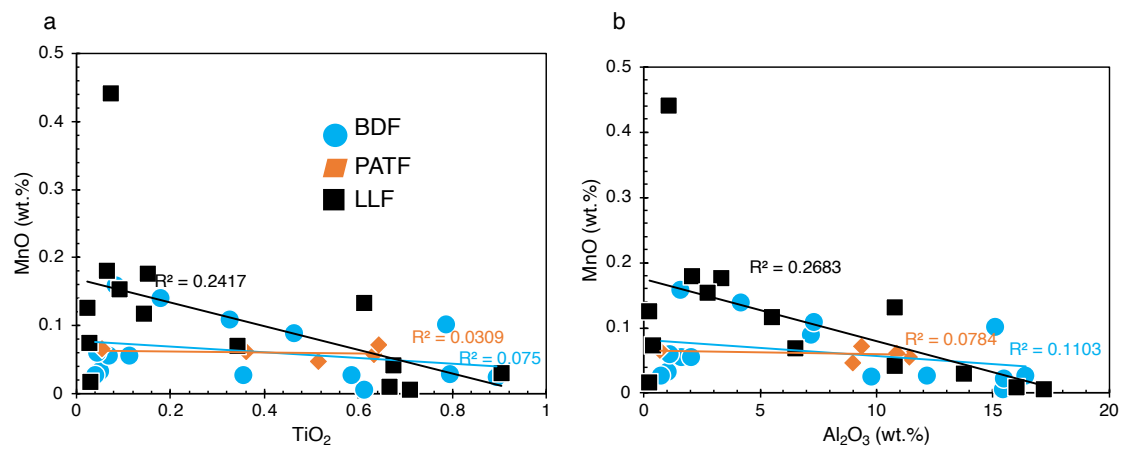 a
b
0.5
0.4
0.3
0.2
0.1
0
MnO (wt.%)
BDF
PATF
LLF
R² = 0.2417
R² = 0.0309
R² = 0.075
0
0.2
0.4
0.6
0.8
1
TiO₂
0.5
0.4
0.3
0.2
0.1
0
MnO (wt.%)
R² = 0.2683
R² = 0.0784
R² = 0.1103
0
5
10
15
20
Al₂O₃ (wt.%)